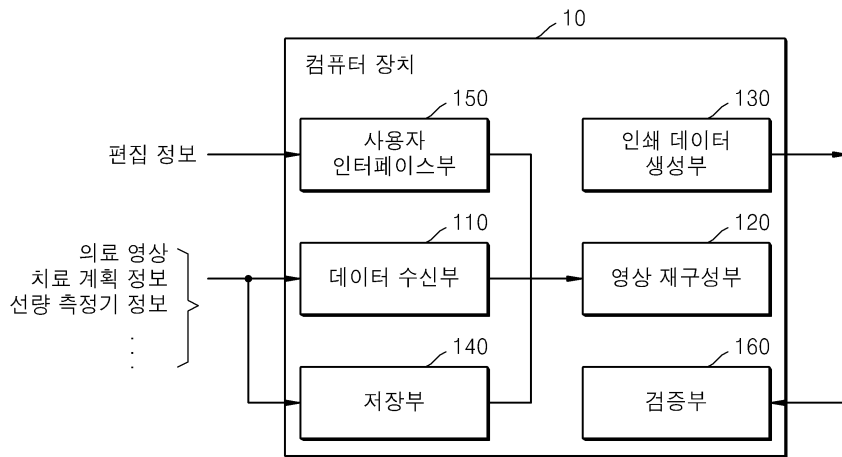 10
컴퓨터 장치
150
사용자
인터페이스부
130
인쇄 데이터
생성부
편집 정보
110
데이터 수신부
120
영상 재구성부
의료 영상
치료 계획 정보
선량 측정기 정보
.
.
.
140
저장부
160
검증부